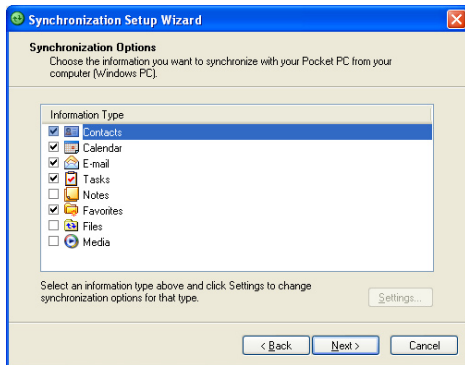 Synchronization Setup Wizard
Synchronization Options
Choose the information you want to synchronize with your Pocket PC from your
computer (Windows PC).
Information Type
Contacts
Calendar
E-mail
Tasks
Notes
Favorites
Files
Media
Select an information type above and click Settings to change
synchronization options for that type.
Settings...
< Back
Next >
Cancel